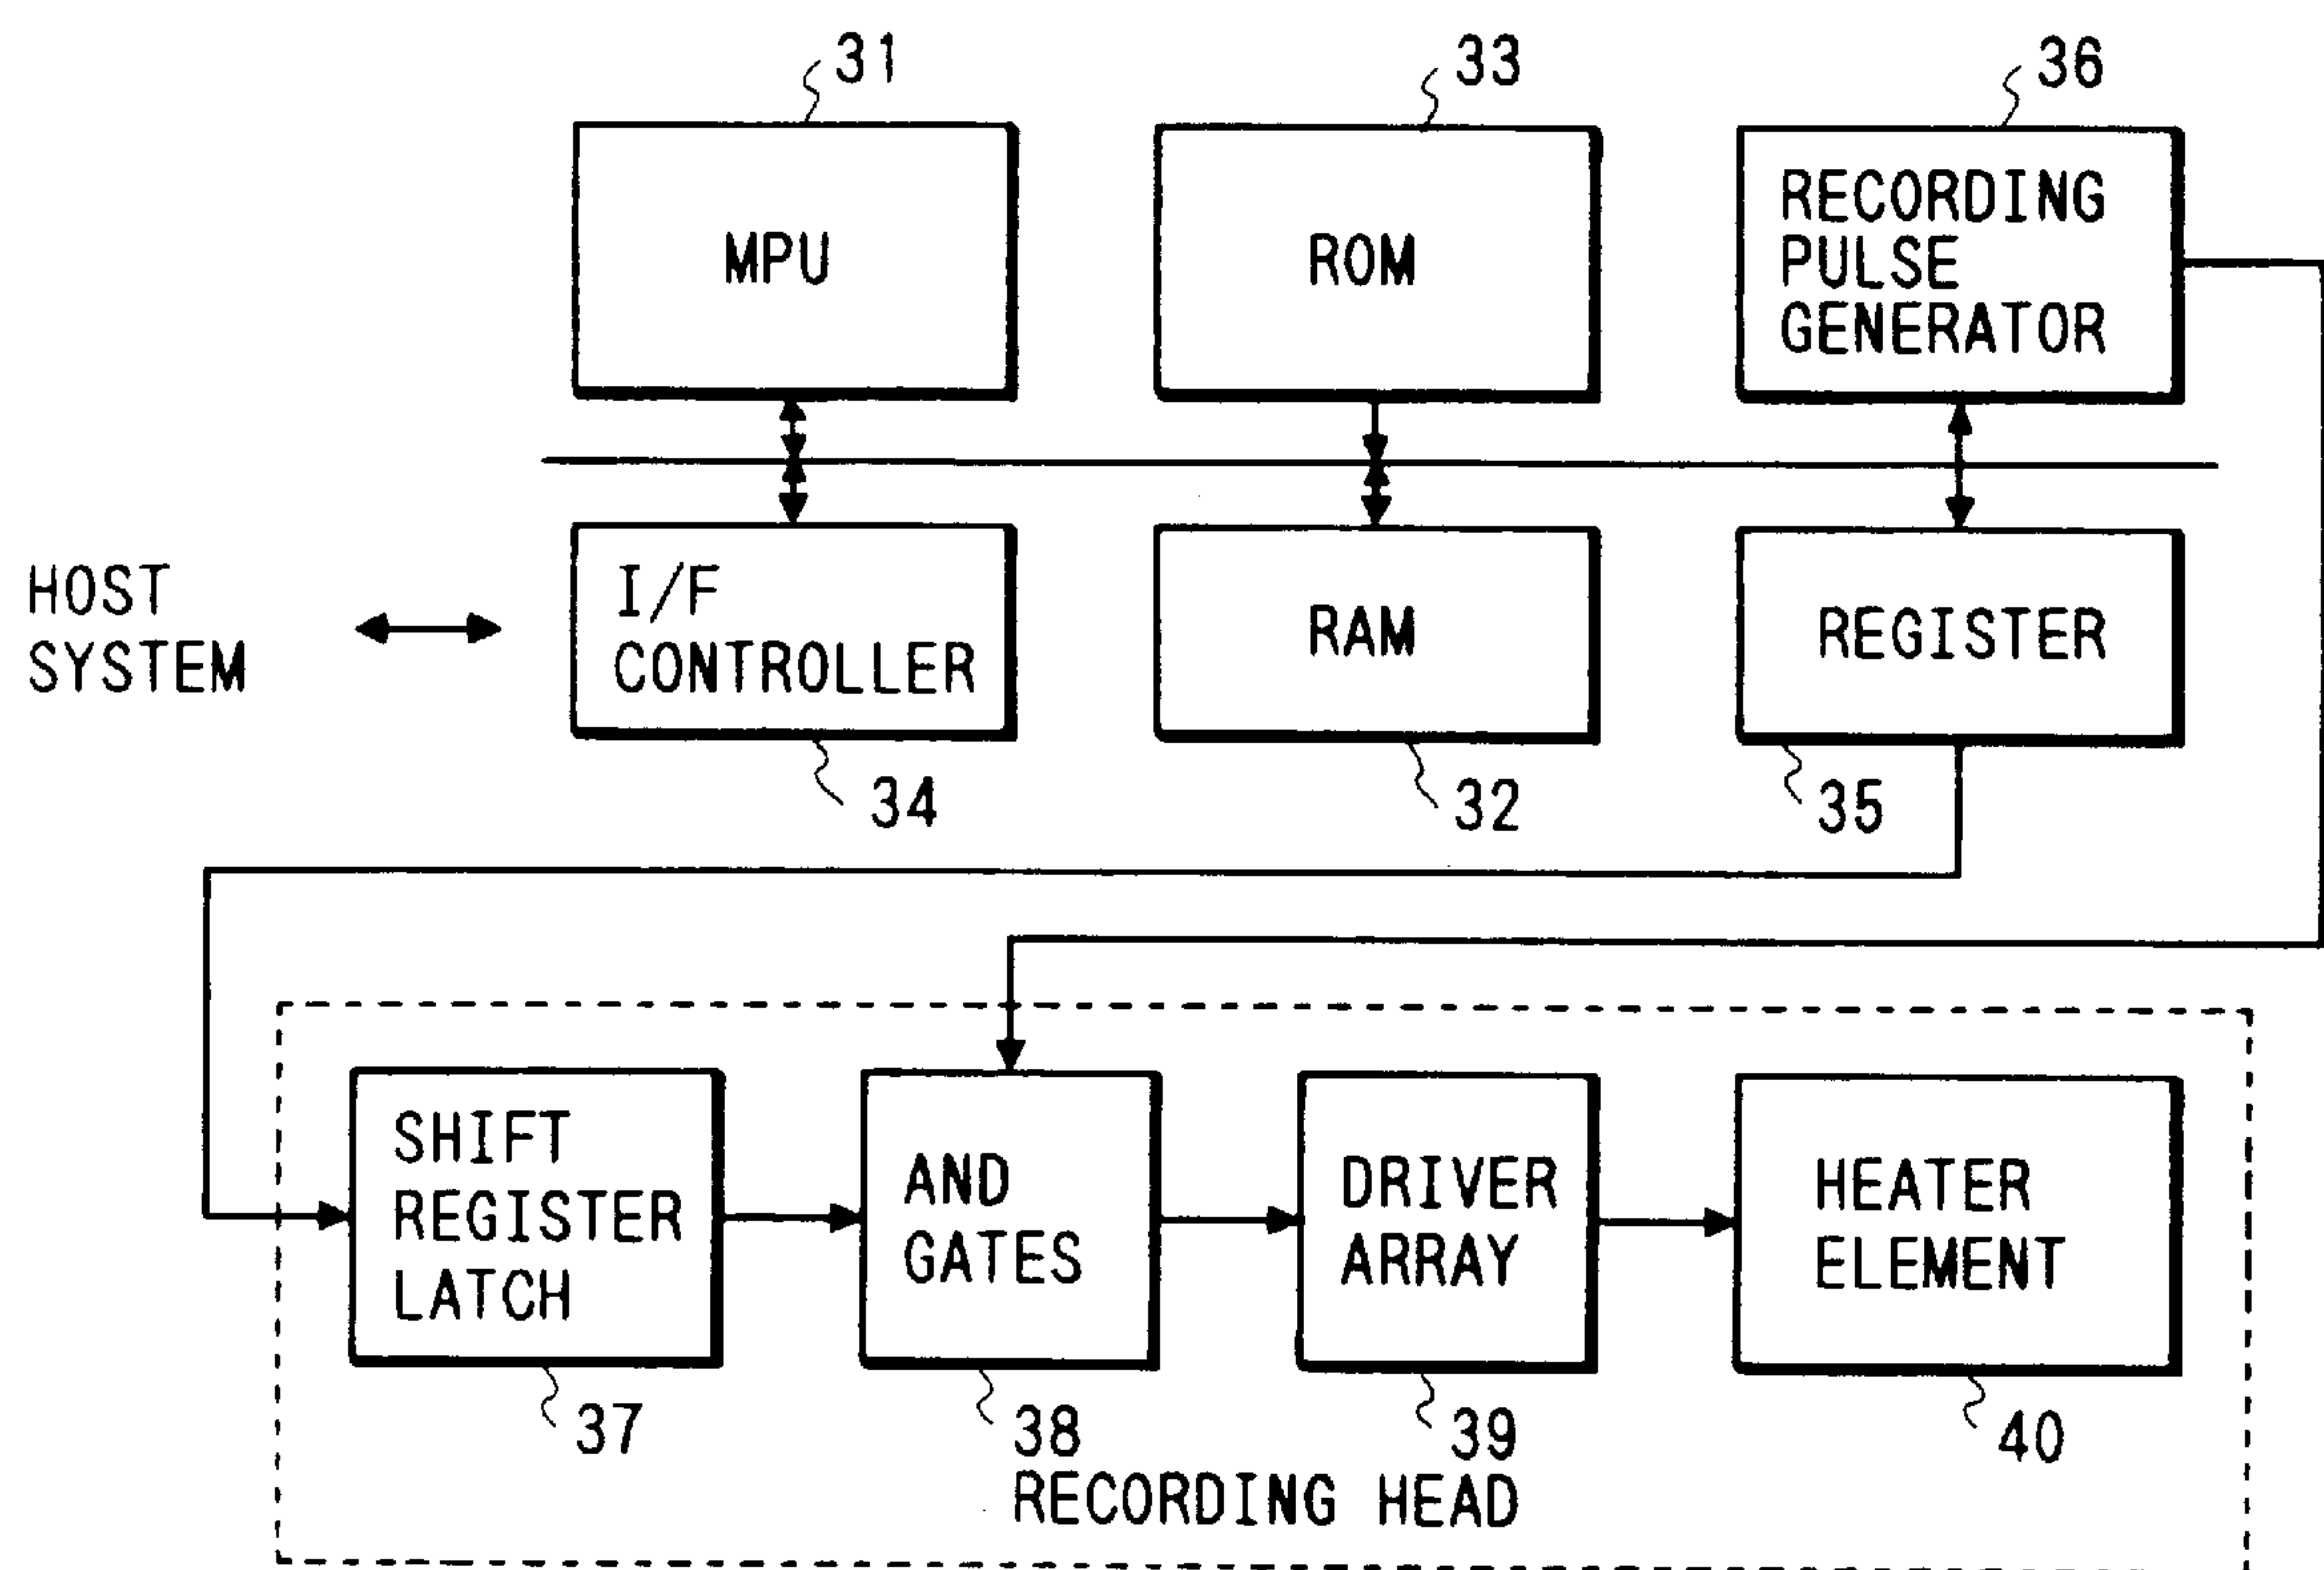 31
33
36
MPU
ROM
RECORDING
PULSE
GENERATOR
HOST
SYSTEM
I/F
CONTROLLER
RAM
REGISTER
34
32
35
SHIFT
REGISTER
LATCH
AND
GATES
DRIVER
ARRAY
HEATER
ELEMENT
37
38
39
40
RECORDING HEAD